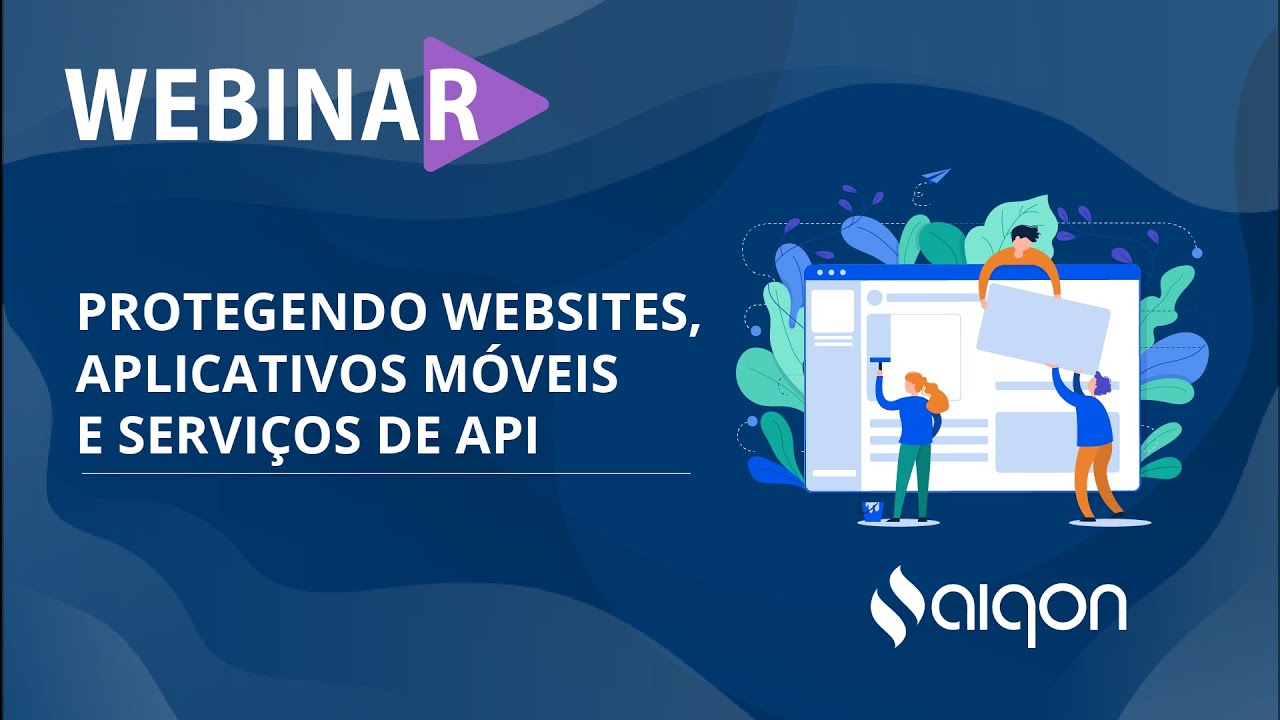 WEBINAR
PROTEGENDO WEBSITES,
APLICATIVOS MÓVEIS
E SERVIÇOS DE API
aiqon